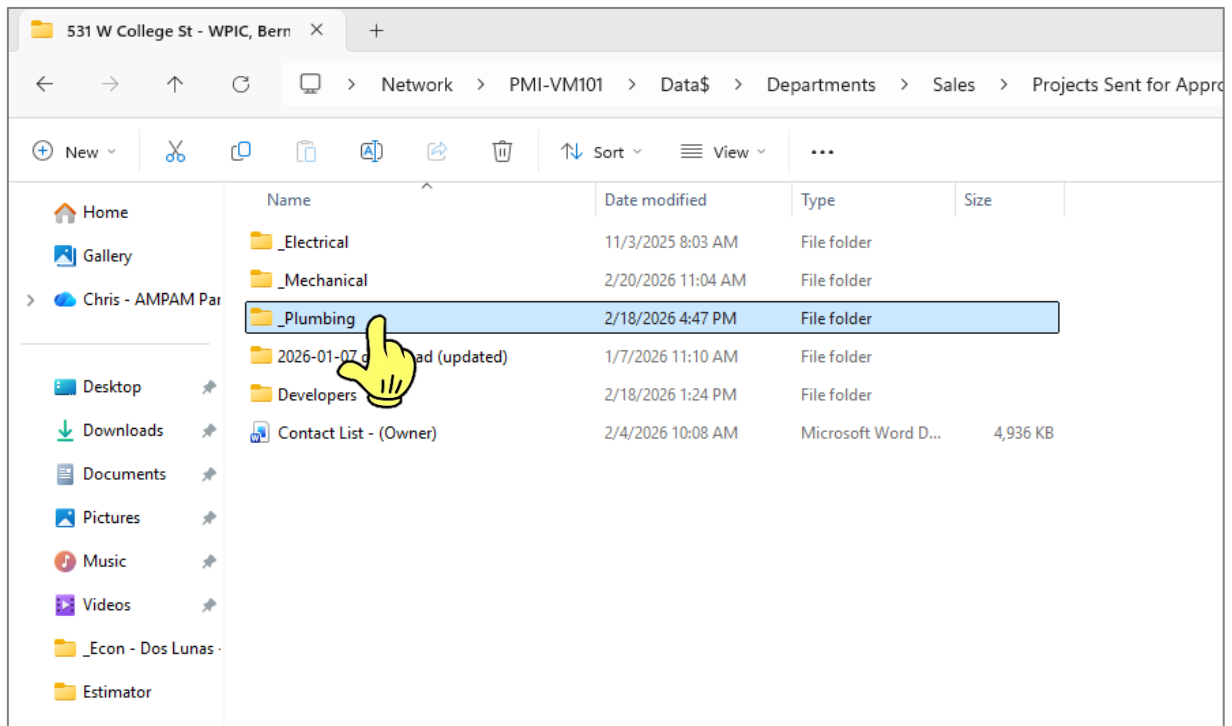 531 W College St - WPIC, Bern
Network > PMI-VM101 > Data$ > Departments > Sales > Projects Sent for Appro
New Sort View
Name Date modified Type Size
Home
Gallery
Chris - AMPAM Par
Desktop
Downloads
Documents
Pictures
Music
Videos
_Econ - Dos Lunas -
Estimator
_Electrical 11/3/2025 8:03 AM File folder
_Mechanical 2/20/2026 11:04 AM File folder
_Plumbing 2/18/2026 4:47 PM File folder
2026-01-07 (updated) 1/7/2026 11:10 AM File folder
Developers 2/18/2026 1:24 PM File folder
Contact List - (Owner) 2/4/2026 10:08 AM Microsoft Word D... 4,936 KB